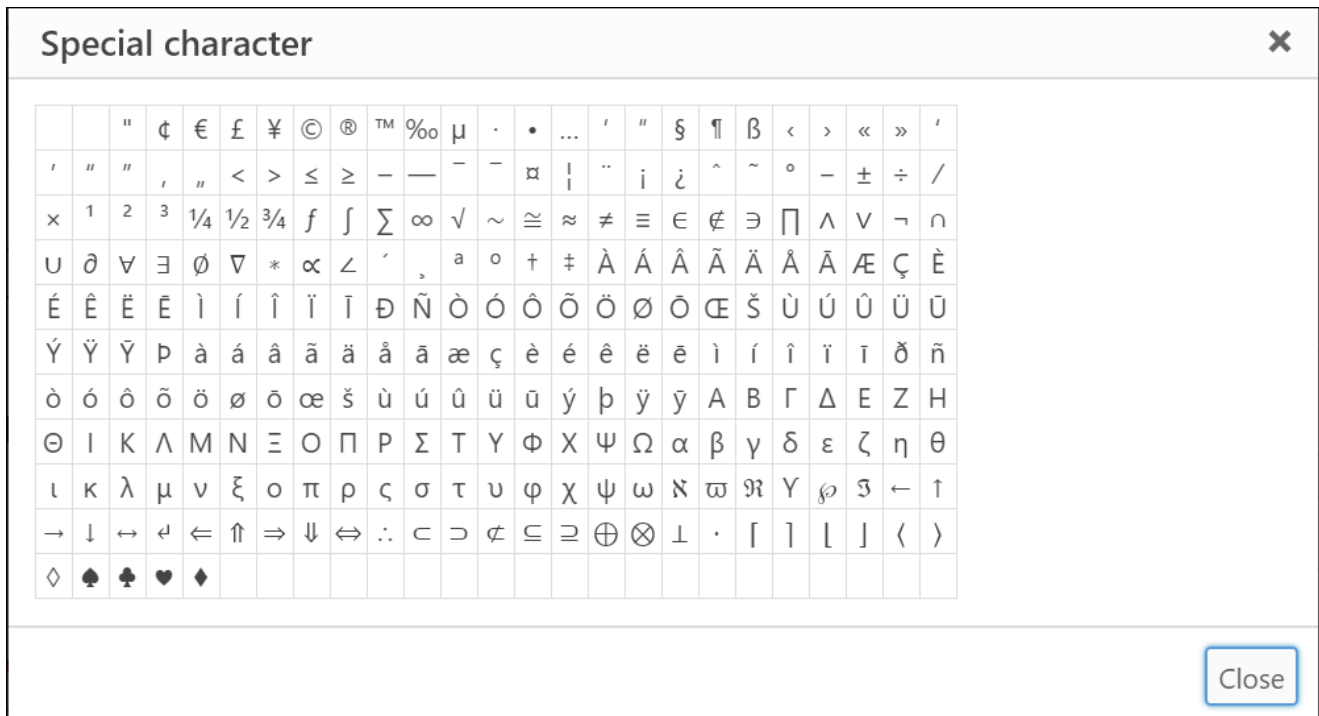 Special character ×
" ¢ € £ ¥ © ® ™ ‰ µ · • … ′ ″ § ¶ ß ‹ › « » ‘
’ “ ” ‚ „ < > ≤ ≥ – — ¯ ‾ ¤ ¦ ¨ ¡ ¿ ˆ ˜ ° − ± ÷ ⁄
× ¹ ² ³ ¼ ½ ¾ ƒ ∫ ∑ ∞ √ ∼ ≅ ≈ ≠ ≡ ∈ ∉ ∋ ∏ ∧ ∨ ¬ ∩
∪ ∂ ∀ ∃ ∅ ∇ ∗ ∝ ∠ ´ ¸ ª º † ‡ À Á Â Ã Ä Å Ā Æ Ç È
É Ê Ë Ē Ì Í Î Ï Ī Ð Ñ Ò Ó Ô Õ Ö Ø Ō Œ Š Ù Ú Û Ü Ū
Ý Ÿ Ȳ Þ à á â ã ä å ā æ ç è é ê ë ē ì í î ï ī ð ñ
ò ó ô õ ö ø ō œ š ù ú û ü ū ý þ ÿ ȳ Α Β Γ Δ Ε Ζ Η
Θ Ι Κ Λ Μ Ν Ξ Ο Π Ρ Σ Τ Υ Φ Χ Ψ Ω α β γ δ ε ζ η θ
ι κ λ μ ν ξ ο π ρ ς σ τ υ φ χ ψ ω ℵ ϖ ℜ ϒ ℘ ℑ ← ↑
→ ↓ ↔ ↵ ⇐ ⇑ ⇒ ⇓ ⇔ ∴ ⊂ ⊃ ⊄ ⊆ ⊇ ⊕ ⊗ ⊥ ⋅ ⌈ ⌉ ⌊ ⌋ ⟨ ⟩
◊ ♠ ♣ ♥ ♦
Close